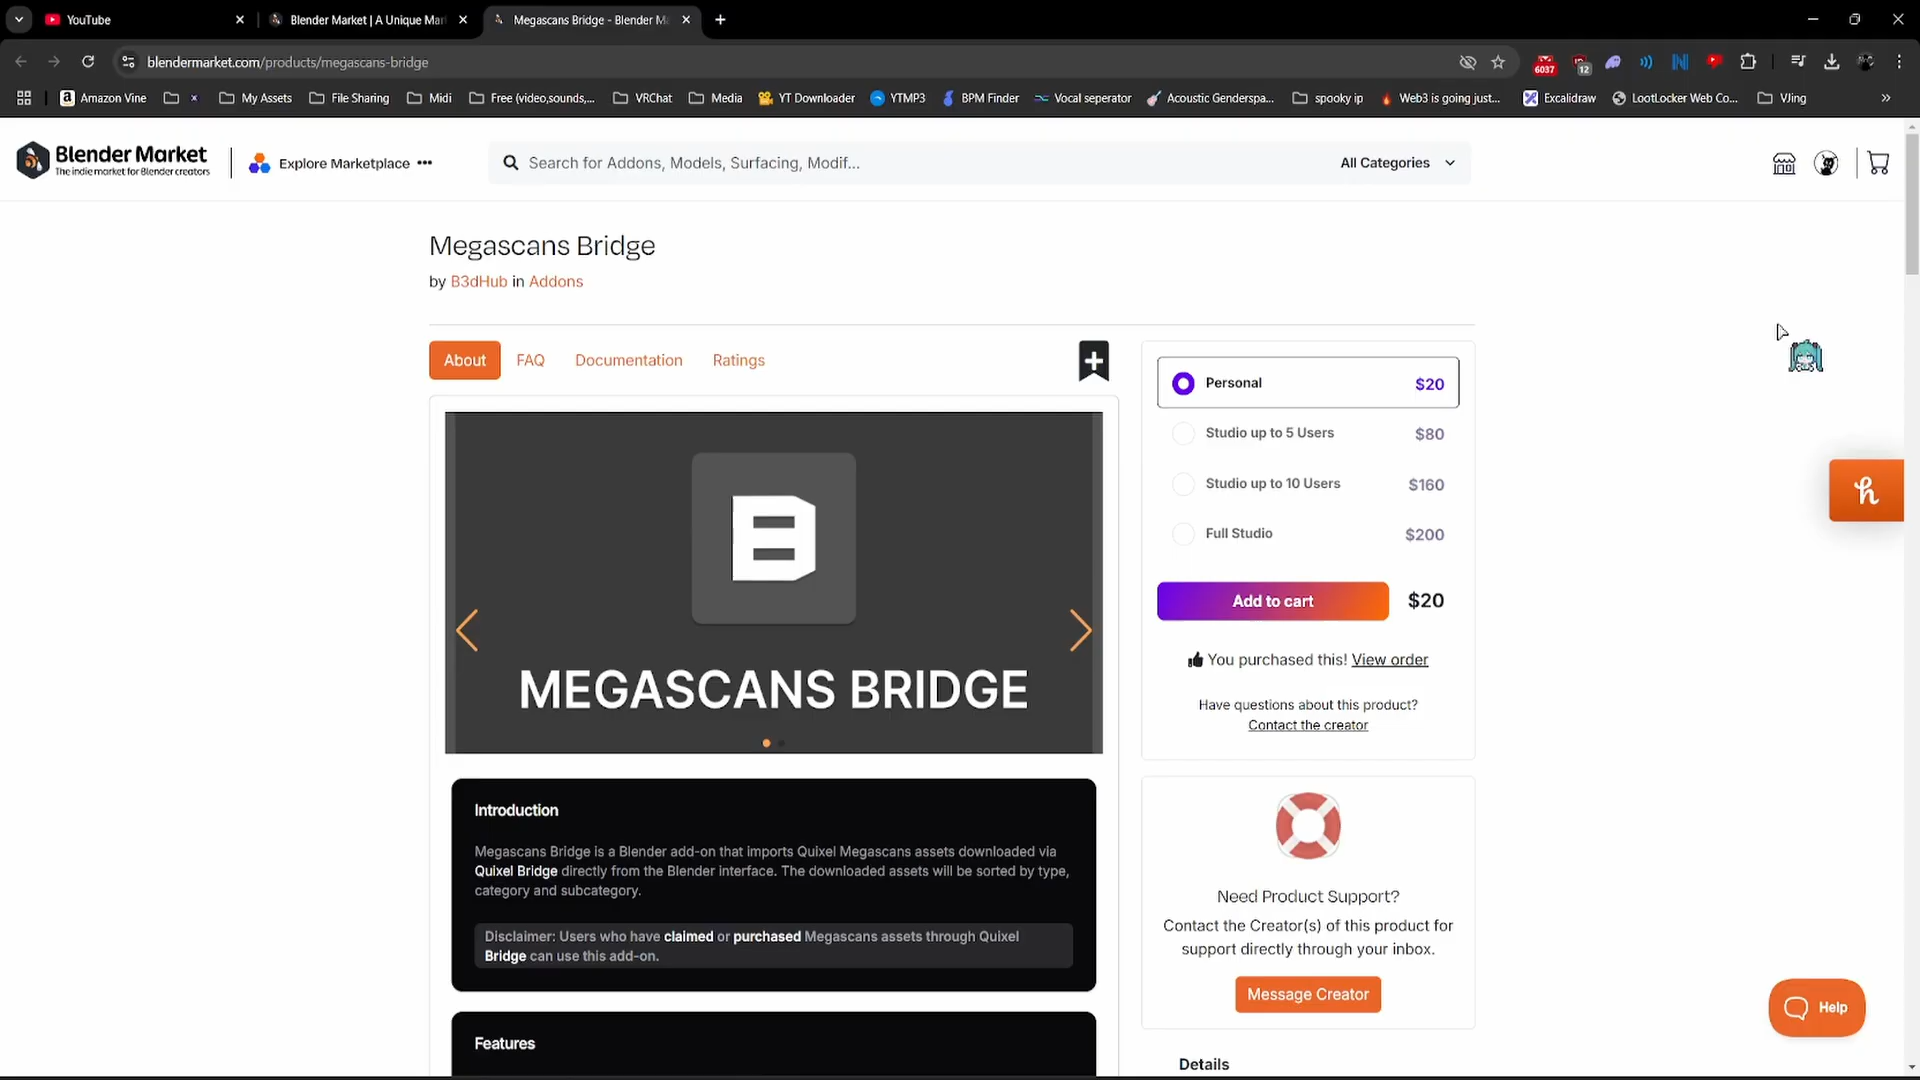 YouTube
Blender Market | A Unique Mar
Megascans Bridge - Blender M
blendermarket.com/products/megascans-bridge
6037
12
Amazon Vine
x
My Assets
File Sharing
Midi
Free (video,sounds,...
VRChat
Media
YT Downloader
YTMP3
BPM Finder
Vocal seperator
Acoustic Genderspa...
spooky ip
Web3 is going just...
Excalidraw
LootLocker Web Co...
VJing
Blender Market
The indie market for Blender creators
Explore Marketplace
Search for Addons, Models, Surfacing, Modif...
All Categories
Megascans Bridge
by B3dHub in Addons
About
FAQ
Documentation
Ratings
MEGASCANS BRIDGE
Introduction
Megascans Bridge is a Blender add-on that imports Quixel Megascans assets downloaded via
Quixel Bridge directly from the Blender interface. The downloaded assets will be sorted by type,
category and subcategory.
Disclaimer: Users who have claimed or purchased Megascans assets through Quixel
Bridge can use this add-on.
Features
Personal $20
Studio up to 5 Users $80
Studio up to 10 Users $160
Full Studio $200
Add to cart $20
You purchased this! View order
Have questions about this product?
Contact the creator
Need Product Support?
Contact the Creator(s) of this product for
support directly through your inbox.
Message Creator
Details
h
Help